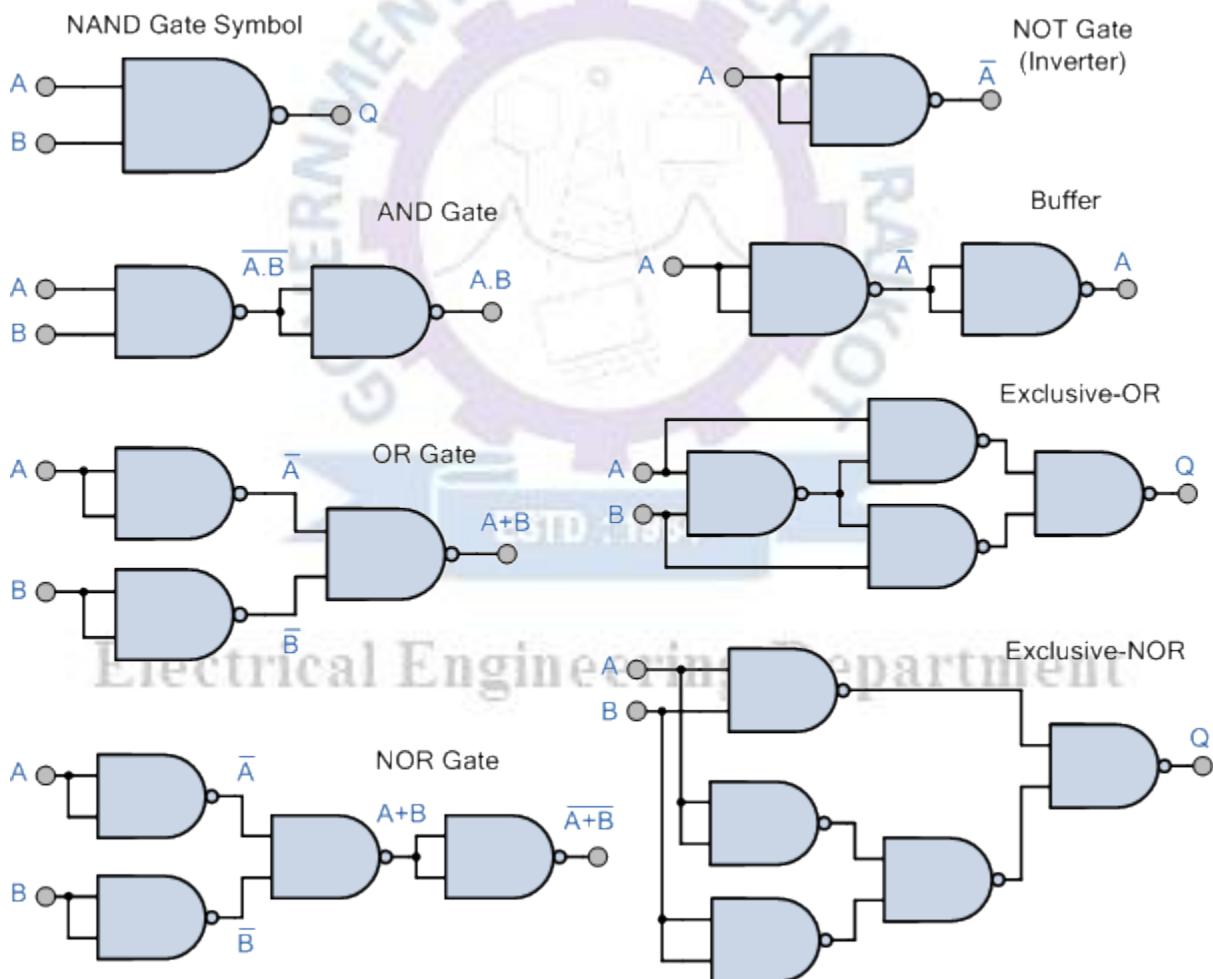 NAND Gate Symbol
A
B
Q
NOT Gate
(Inverter)
A
A̅
AND Gate
A
B
A̅.̅B̅
A.B
Buffer
A
A̅
A
OR Gate
A
A̅
B
B̅
A+B
Exclusive-OR
A
B
Q
NOR Gate
A
A̅
B
B̅
A+B
A̅+̅B̅
Exclusive-NOR
A
B
Q
Electrical Engineering Department